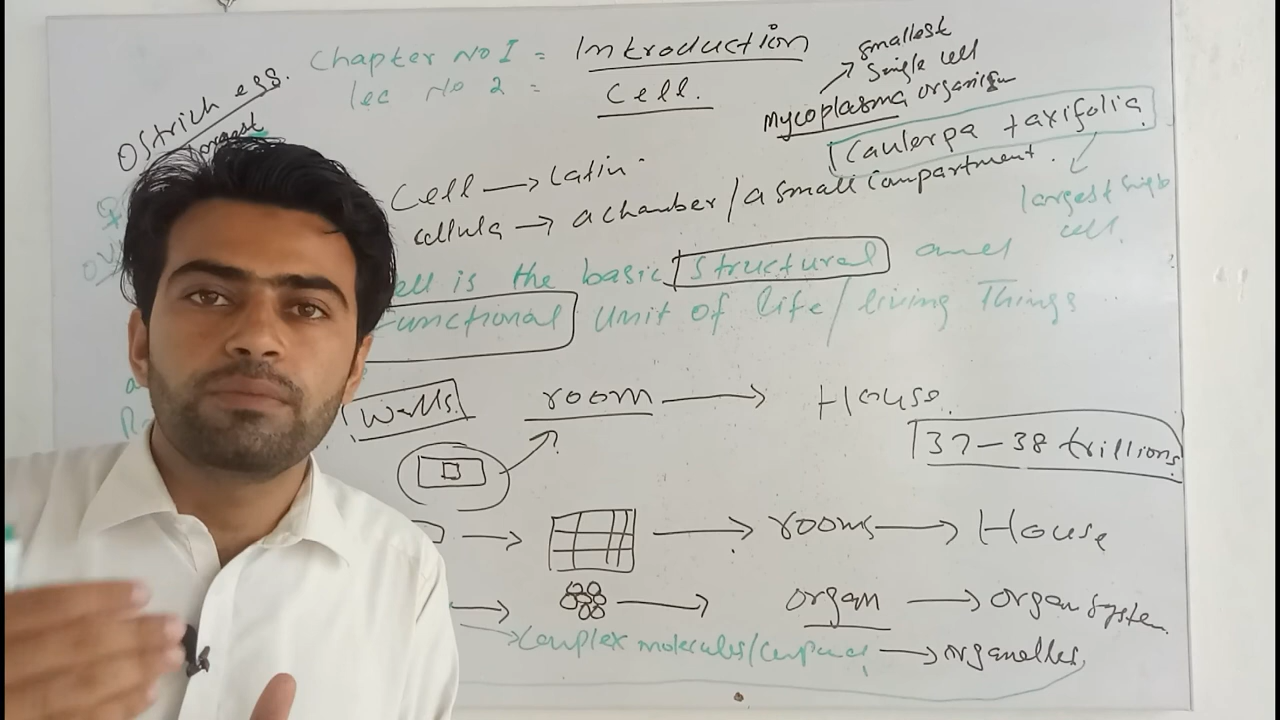 Chapter No I = Introduction
Lec No 2 = Cell.
Ostrich egg.
largest
smallest
single cell
mycoplasma organism
Caulerpa taxifolia
largest single
cell.
Cell → Latin
cellula → a chamber / a small compartment.
ell is the basic structural and
Functional Unit of life / living Things
Walls room → House
37-38 trillions
→ → rooms → House
→ → organ → organ system
→ complex molecules/ → organelles